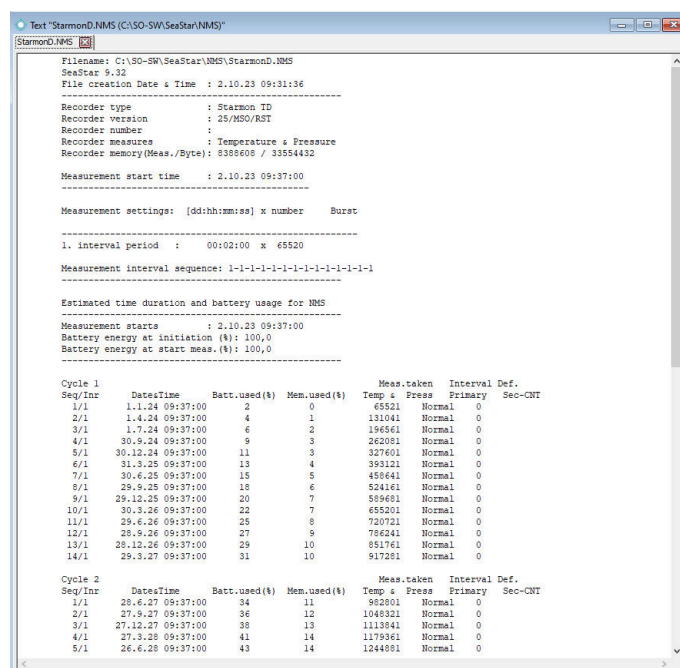 Text "StarmonD.NMS (C:\SO-SW\SeaStar\NMS)"
StarmonD.NMS
Filename: C:\SO-SW\SeaStar\NMS\StarmonD.NMS
SeaStar 9.32
File creation Date & Time : 2.10.23 09:31:36
----------------------------------------------------
Recorder type : Starmon TD
Recorder version : 25/MSO/RST
Recorder number :
Recorder measures : Temperature & Pressure
Recorder memory(Meas./Byte): 8388608 / 33554432
Measurement start time : 2.10.23 09:37:00
----------------------------------------------
Measurement settings: [dd:hh:mm:ss] x number Burst
-------------------------------------------------------
1. interval period : 00:02:00 x 65520
Measurement interval sequence: 1-1-1-1-1-1-1-1-1-1-1-1-1-1
----------------------------------------------------
Estimated time duration and battery usage for NMS
----------------------------------------------------
Measurement starts : 2.10.23 09:37:00
Battery energy at initiation (%): 100,0
Battery energy at start meas.(%): 100,0
----------------------------------------------------
Cycle 1 Meas.taken Interval Def.
Seq/Inr Date&Time Batt.used(%) Mem.used(%) Temp & Press Primary Sec-CNT
1/1 1.1.24 09:37:00 2 0 65521 Normal 0
2/1 1.4.24 09:37:00 4 1 131041 Normal 0
3/1 1.7.24 09:37:00 6 2 196561 Normal 0
4/1 30.9.24 09:37:00 9 3 262081 Normal 0
5/1 30.12.24 09:37:00 11 3 327601 Normal 0
6/1 31.3.25 09:37:00 13 4 393121 Normal 0
7/1 30.6.25 09:37:00 15 5 458641 Normal 0
8/1 29.9.25 09:37:00 18 6 524161 Normal 0
9/1 29.12.25 09:37:00 20 7 589681 Normal 0
10/1 30.3.26 09:37:00 22 7 655201 Normal 0
11/1 29.6.26 09:37:00 25 8 720721 Normal 0
12/1 28.9.26 09:37:00 27 9 786241 Normal 0
13/1 28.12.26 09:37:00 29 10 851761 Normal 0
14/1 29.3.27 09:37:00 31 10 917281 Normal 0
Cycle 2 Meas.taken Interval Def.
Seq/Inr Date&Time Batt.used(%) Mem.used(%) Temp & Press Primary Sec-CNT
1/1 28.6.27 09:37:00 34 11 982801 Normal 0
2/1 27.9.27 09:37:00 36 12 1048321 Normal 0
3/1 27.12.27 09:37:00 38 13 1113841 Normal 0
4/1 27.3.28 09:37:00 41 14 1179361 Normal 0
5/1 26.6.28 09:37:00 43 14 1244881 Normal 0